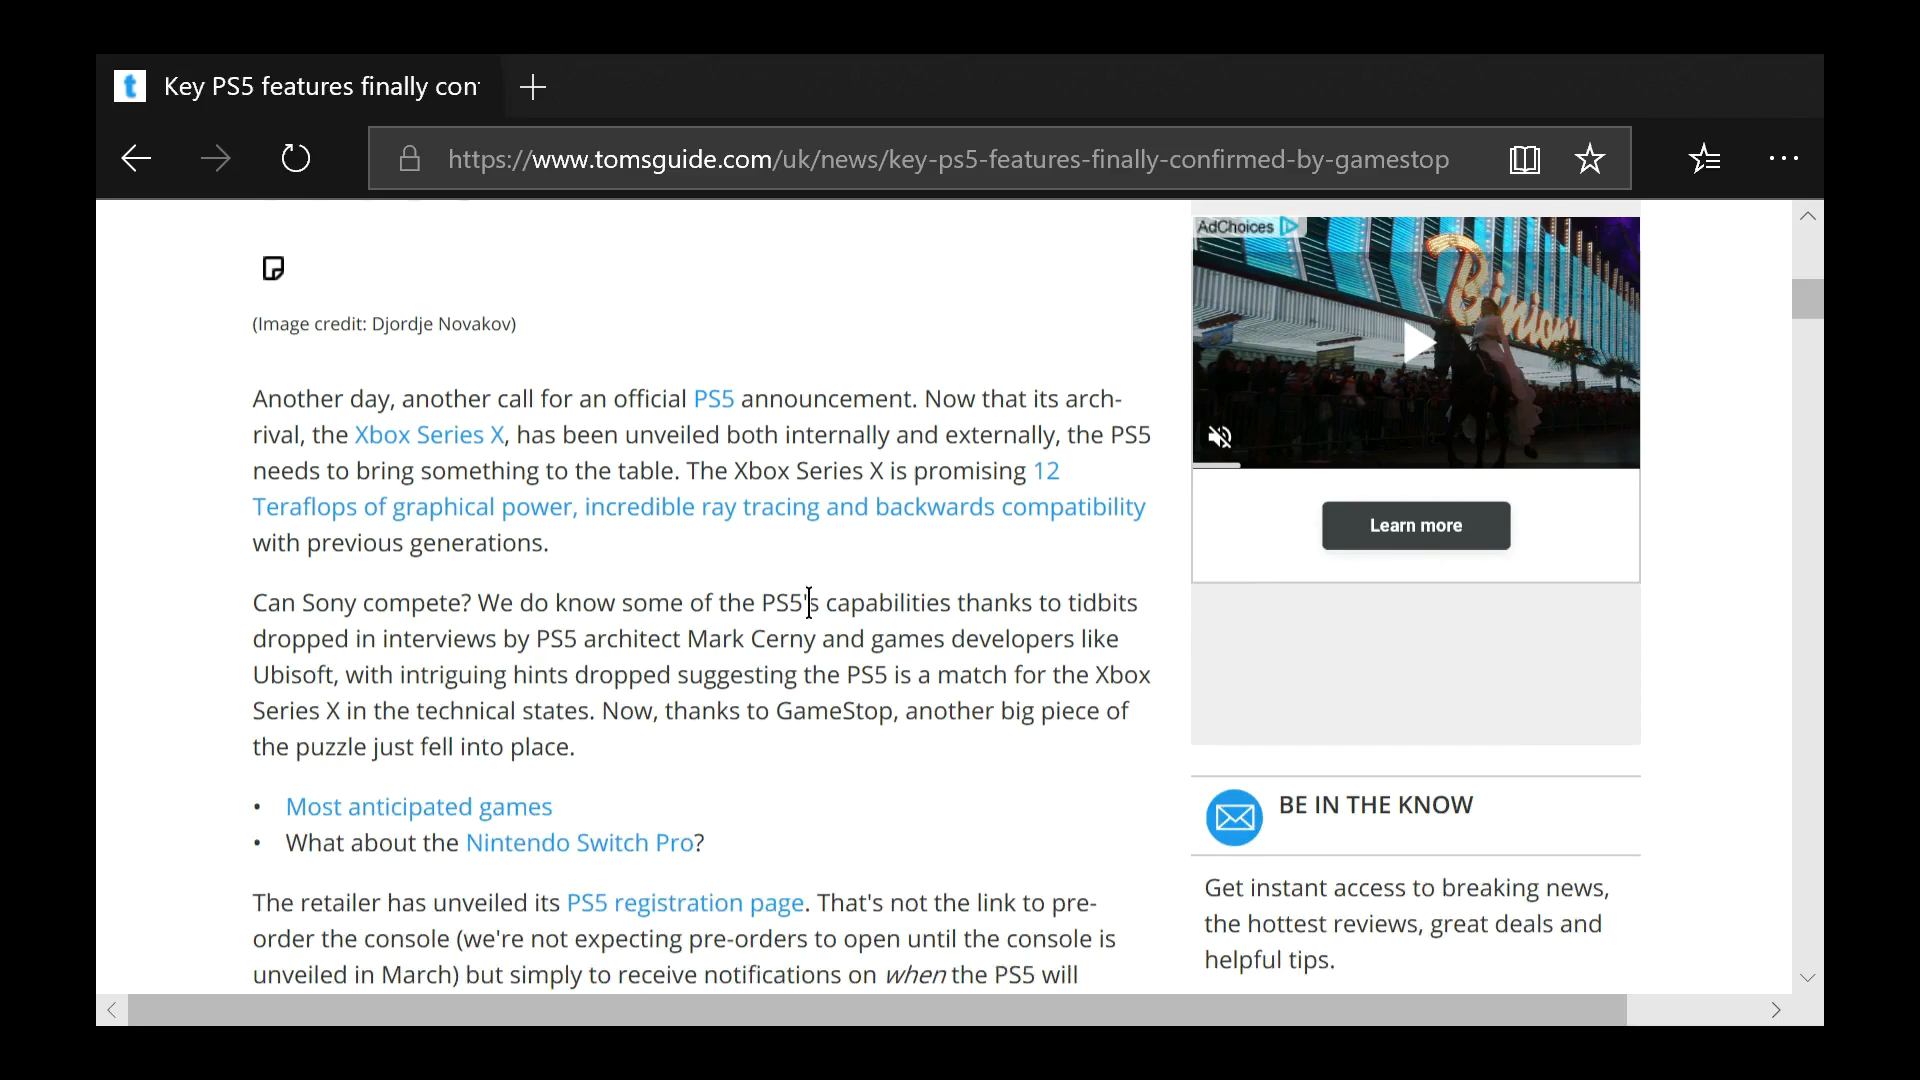 t Key PS5 features finally con
https://www.tomsguide.com/uk/news/key-ps5-features-finally-confirmed-by-gamestop
(Image credit: Djordje Novakov)
Another day, another call for an official PS5 announcement. Now that its arch-
rival, the Xbox Series X, has been unveiled both internally and externally, the PS5
needs to bring something to the table. The Xbox Series X is promising 12
Teraflops of graphical power, incredible ray tracing and backwards compatibility
with previous generations.
Can Sony compete? We do know some of the PS5's capabilities thanks to tidbits
dropped in interviews by PS5 architect Mark Cerny and games developers like
Ubisoft, with intriguing hints dropped suggesting the PS5 is a match for the Xbox
Series X in the technical states. Now, thanks to GameStop, another big piece of
the puzzle just fell into place.
• Most anticipated games
• What about the Nintendo Switch Pro?
The retailer has unveiled its PS5 registration page. That's not the link to pre-
order the console (we're not expecting pre-orders to open until the console is
unveiled in March) but simply to receive notifications on when the PS5 will
AdChoices
Binion
Learn more
BE IN THE KNOW
Get instant access to breaking news,
the hottest reviews, great deals and
helpful tips.